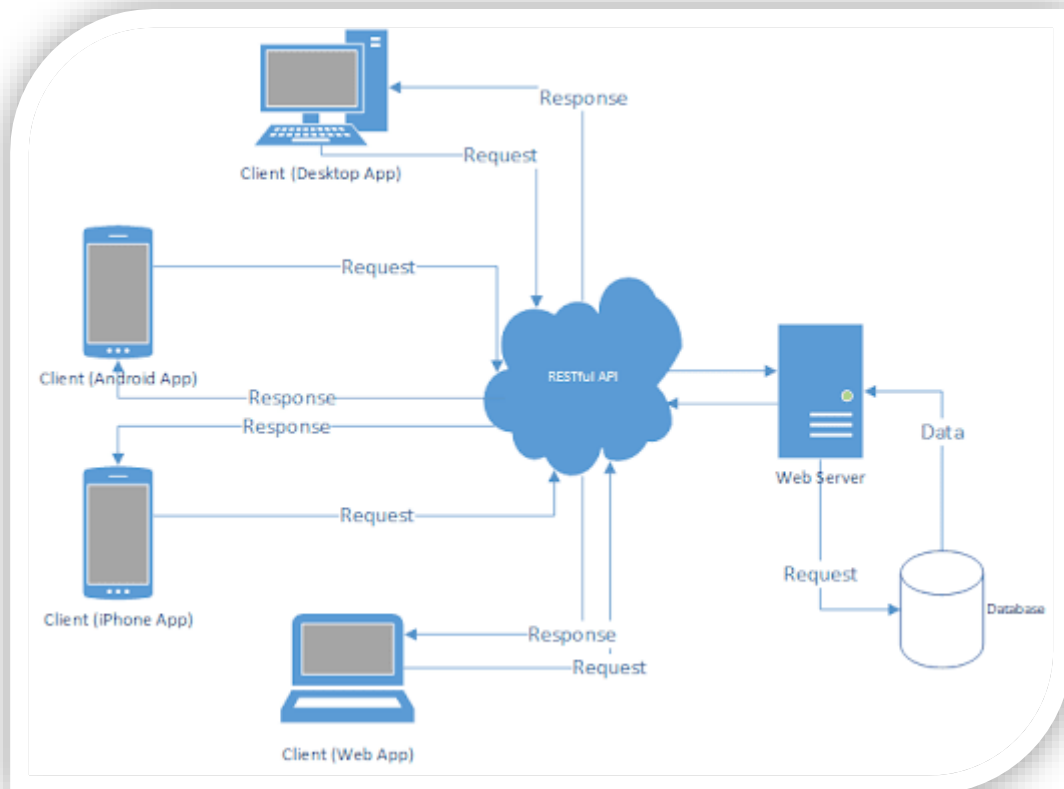 Response
Request
Client (Desktop App)
Request
Client (Android App)
RESTful API
Response
Response
Data
Web Server
Request
Request
Database
Client (iPhone App)
Response
Request
Client (Web App)